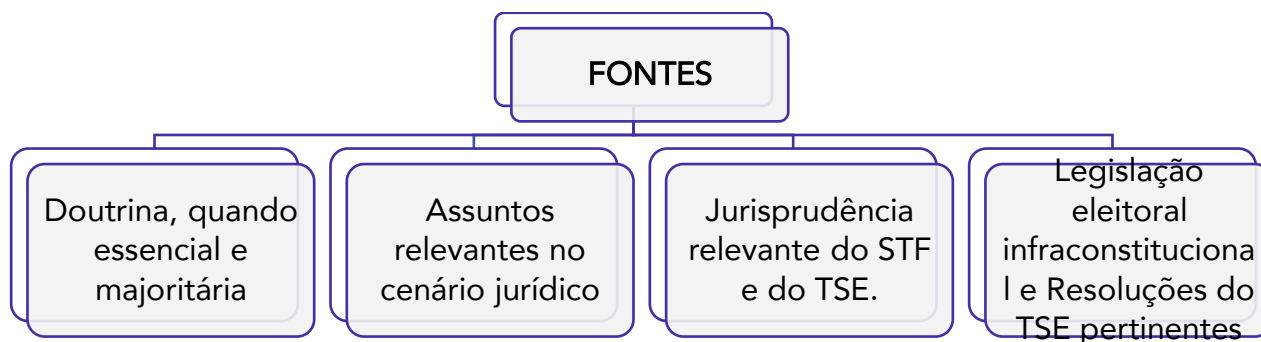 FONTES
Doutrina, quando
essencial e
majoritária
Assuntos
relevantes no
cenário jurídico
Jurisprudência
relevante do STF
e do TSE.
Legislação
eleitoral
infraconstituciona
l e Resoluções do
TSE pertinentes